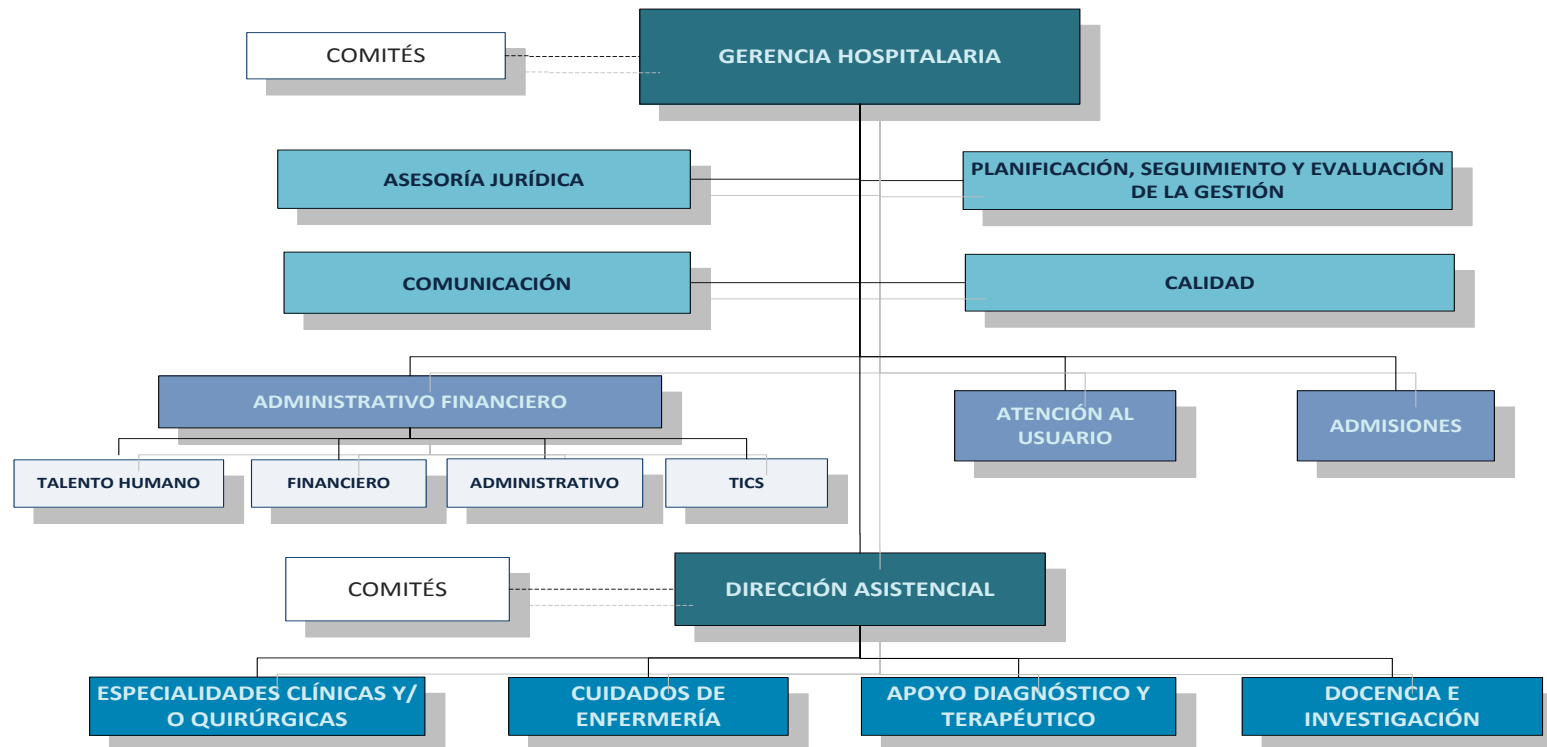 COMITÉS
GERENCIA HOSPITALARIA
ASESORÍA JURÍDICA
PLANIFICACIÓN, SEGUIMIENTO Y EVALUACIÓN
DE LA GESTIÓN
COMUNICACIÓN
CALIDAD
ADMINISTRATIVO FINANCIERO
ATENCIÓN AL
USUARIO
ADMISIONES
TALENTO HUMANO
FINANCIERO
ADMINISTRATIVO
TICS
COMITÉS
DIRECCIÓN ASISTENCIAL
ESPECIALIDADES CLÍNICAS Y/
O QUIRÚRGICAS
CUIDADOS DE
ENFERMERÍA
APOYO DIAGNÓSTICO Y
TERAPÉUTICO
DOCENCIA E
INVESTIGACIÓN